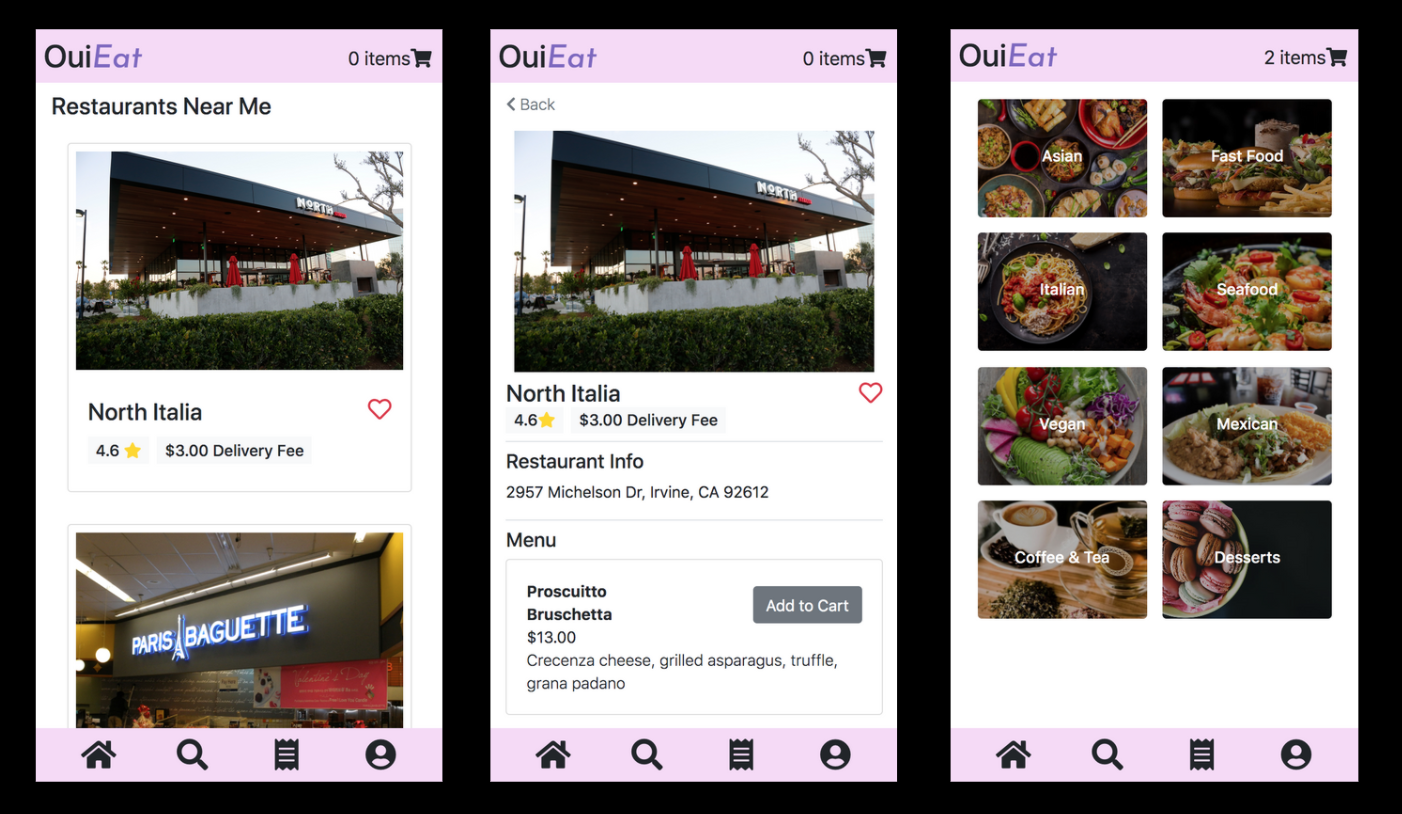 OuiEat
0 items
Restaurants Near Me
NORTH
North Italia
4.6
$3.00 Delivery Fee
PARIS BAGUETTE
Valentine's Day
OuiEat
0 items
Back
NORTH
North Italia
4.6
$3.00 Delivery Fee
Restaurant Info
2957 Michelson Dr, Irvine, CA 92612
Menu
Proscuitto
Bruschetta
$13.00
Add to Cart
Crecenza cheese, grilled asparagus, truffle,
grana padano
OuiEat
2 items
Asian
Fast Food
Italian
Seafood
Vegan
Mexican
Coffee & Tea
Desserts